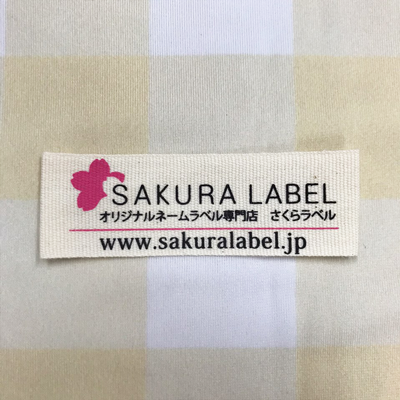 SAKURA LABEL
オリジナルネームラベル専門店 さくらラベル
www.sakuralabel.jp